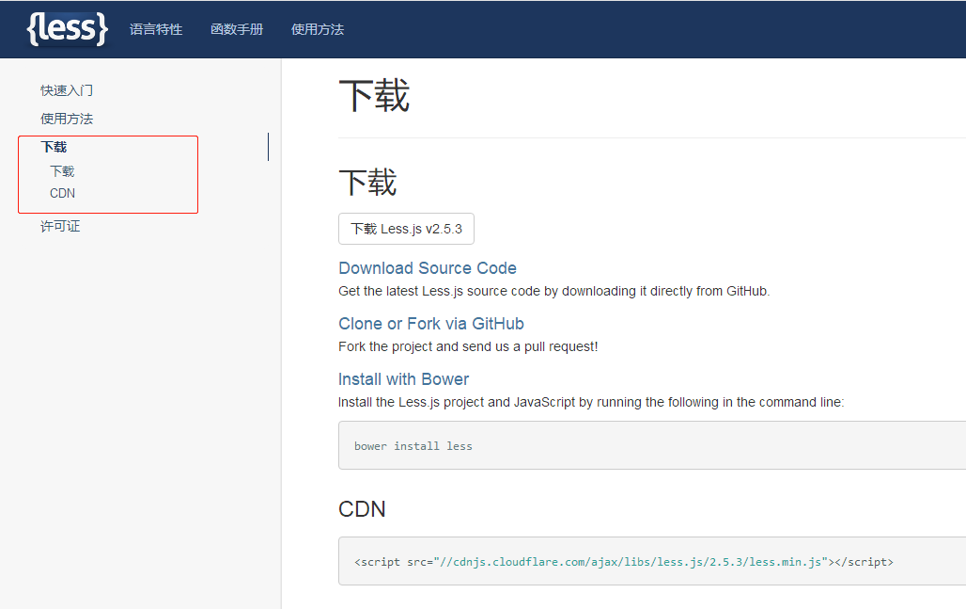 {less} 语言特性 函数手册 使用方法
快速入门
使用方法
下载
下载
CDN
许可证
下载
下载
下载 Less.js v2.5.3
Download Source Code
Get the latest Less.js source code by downloading it directly from GitHub.
Clone or Fork via GitHub
Fork the project and send us a pull request!
Install with Bower
Install the Less.js project and JavaScript by running the following in the command line:
bower install less
CDN
<script src="//cdnjs.cloudflare.com/ajax/libs/less.js/2.5.3/less.min.js"></script>